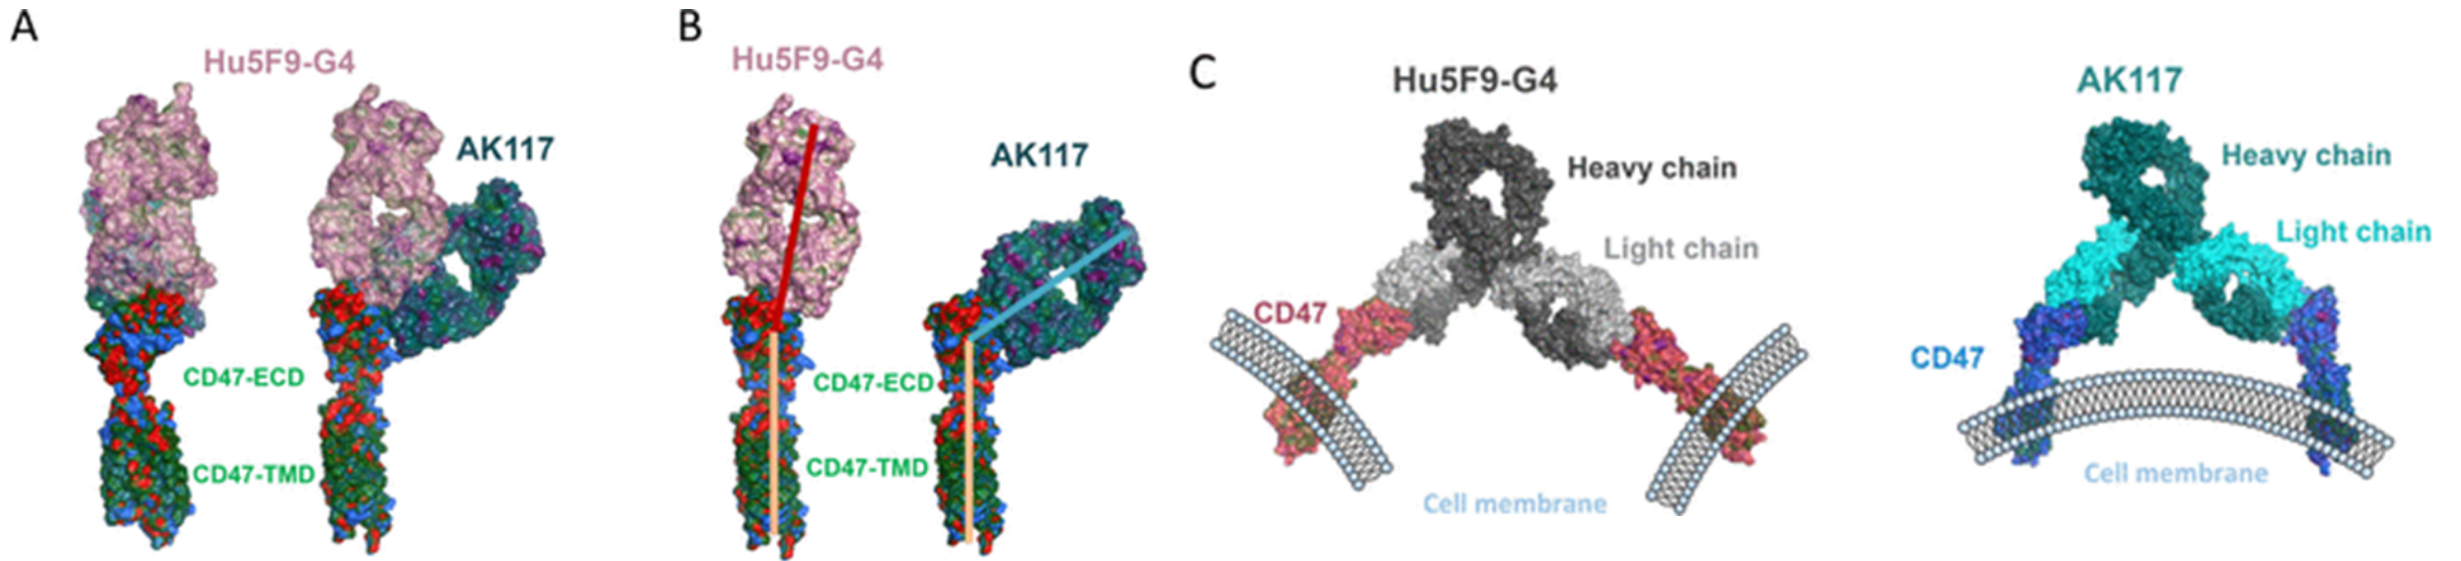 A
Hu5F9-G4
AK117
CD47-ECD
CD47-TMD
B
Hu5F9-G4
AK117
CD47-ECD
CD47-TMD
C
Hu5F9-G4
Heavy chain
Light chain
CD47
Cell membrane
AK117
Heavy chain
Light chain
CD47
Cell membrane